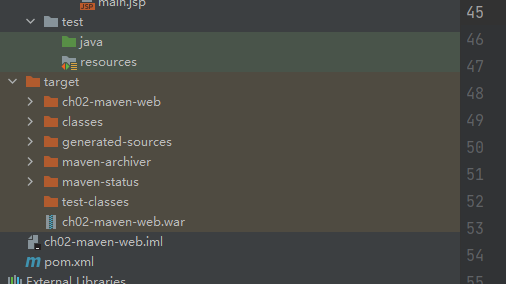 main.jsp
JSP
test
java
resources
target
ch02-maven-web
classes
generated-sources
maven-archiver
maven-status
test-classes
ch02-maven-web.war
ch02-maven-web.iml
m pom.xml
External Libraries
45
46
47
48
49
50
51
52
53
54
55